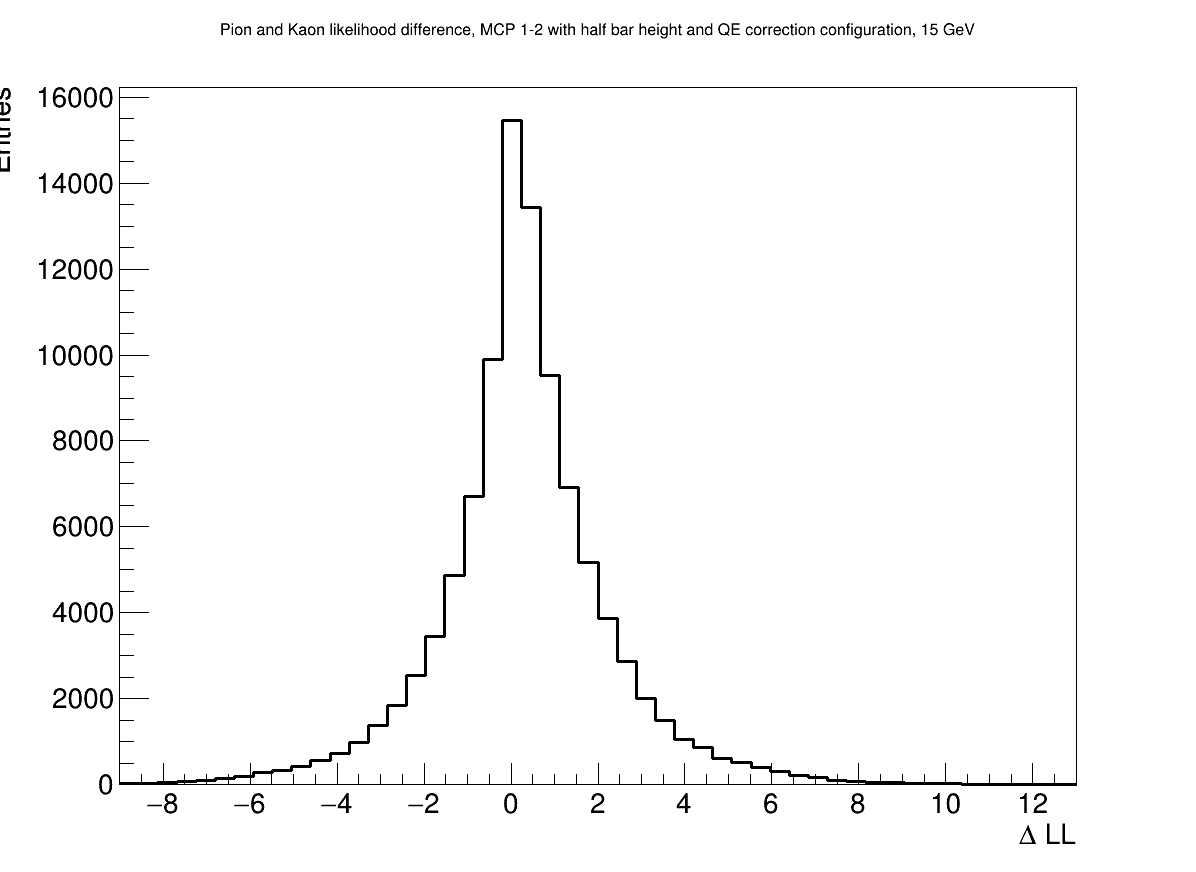 Pion and Kaon likelihood difference, MCP 1-2 with half bar height and QE correction configuration, 15 GeV
Entries
16000
14000
12000
10000
8000
6000
4000
2000
0
−8 −6 −4 −2 0 2 4 6 8 10 12
Δ LL